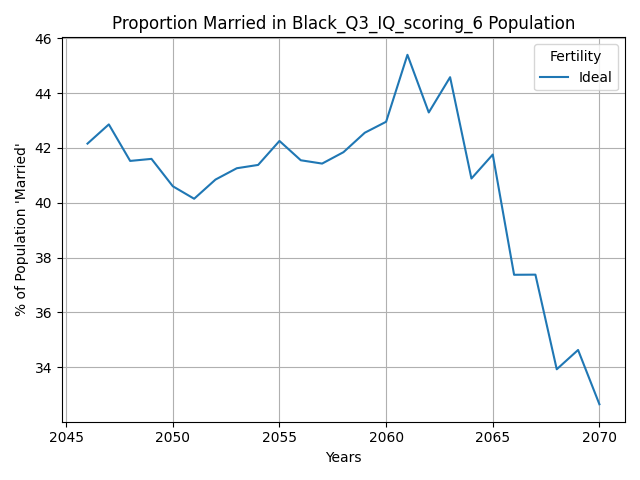 Proportion Married in Black_Q3_IQ_scoring_6 Population
% of Population 'Married'
46
44
42
40
38
36
34
Fertility
Ideal
2045 2050 2055 2060 2065 2070
Years